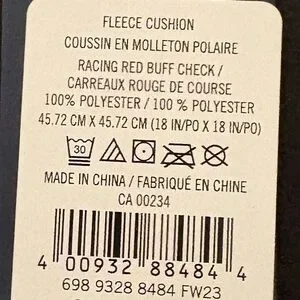 FLEECE CUSHION
COUSSIN EN MOLLETON POLAIRE
RACING RED BUFF CHECK /
CARREAUX ROUGE DE COURSE
100% POLYESTER / 100 % POLYESTER
45.72 CM X 45.72 CM (18 IN/PO X 18 IN/PO)
30
MADE IN CHINA / FABRIQUÉ EN CHINE
CA 00234
4 00932 88484 4
698 9328 8484 FW23